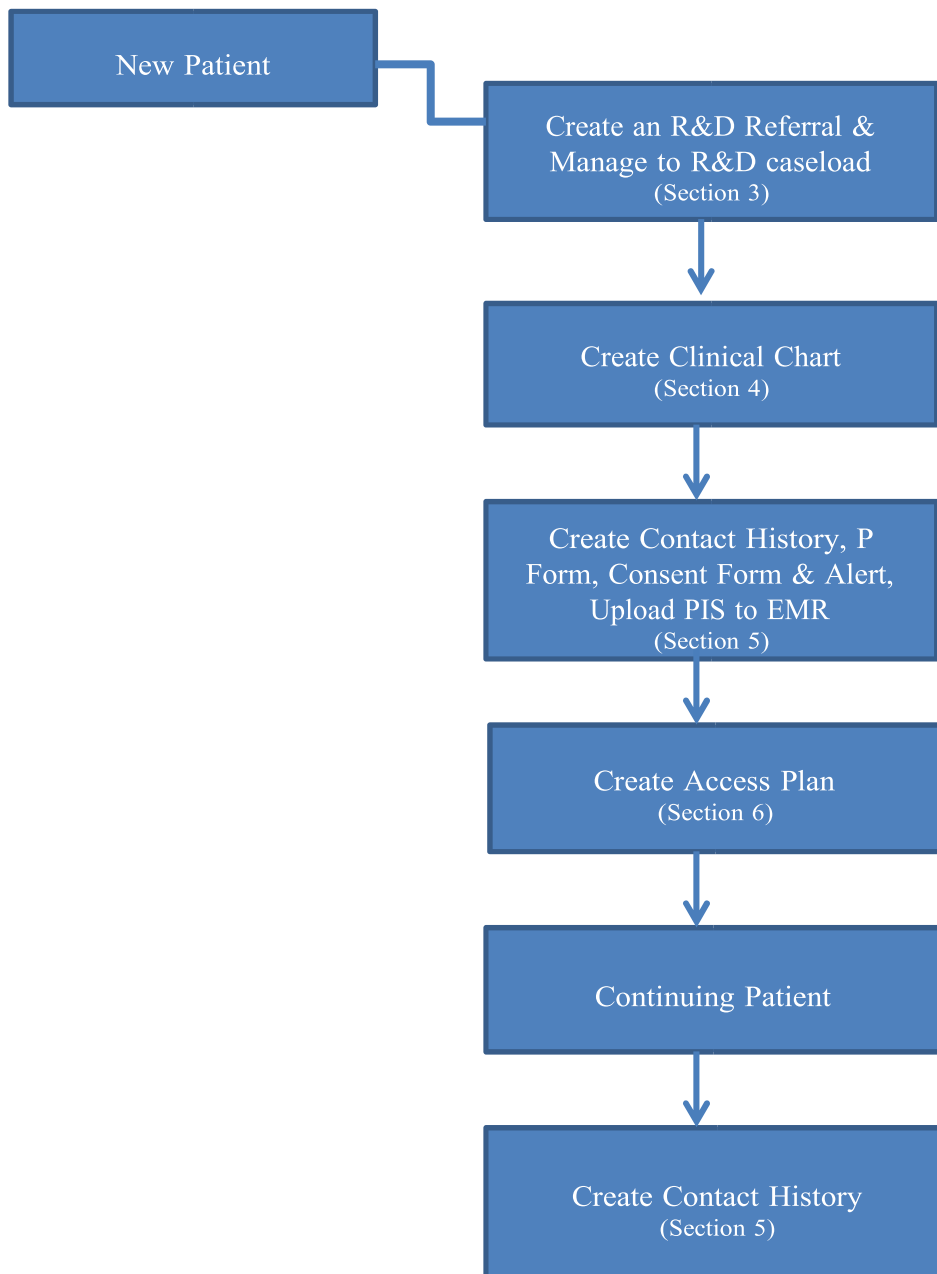 New Patient
Create an R&D Referral &
Manage to R&D caseload
(Section 3)
Create Clinical Chart
(Section 4)
Create Contact History, P
Form, Consent Form & Alert,
Upload PIS to EMR
(Section 5)
Create Access Plan
(Section 6)
Continuing Patient
Create Contact History
(Section 5)